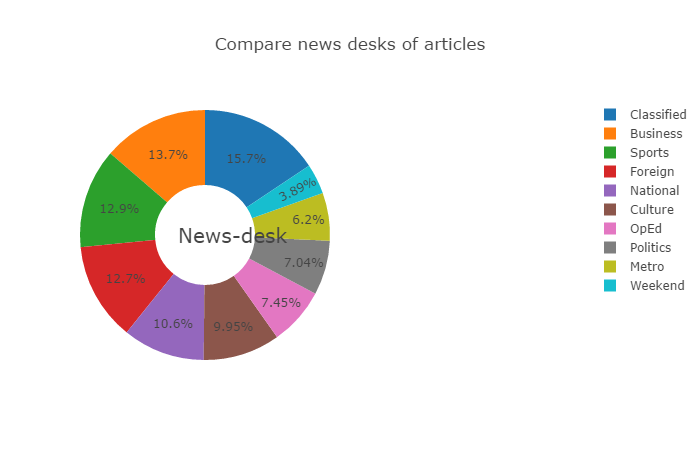 Compare news desks of articles
Classified
Business
Sports
Foreign
National
Culture
OpEd
Politics
Metro
Weekend
15.7%
13.7%
12.9%
12.7%
10.6%
9.95%
7.45%
7.04%
6.2%
3.89%
News-desk